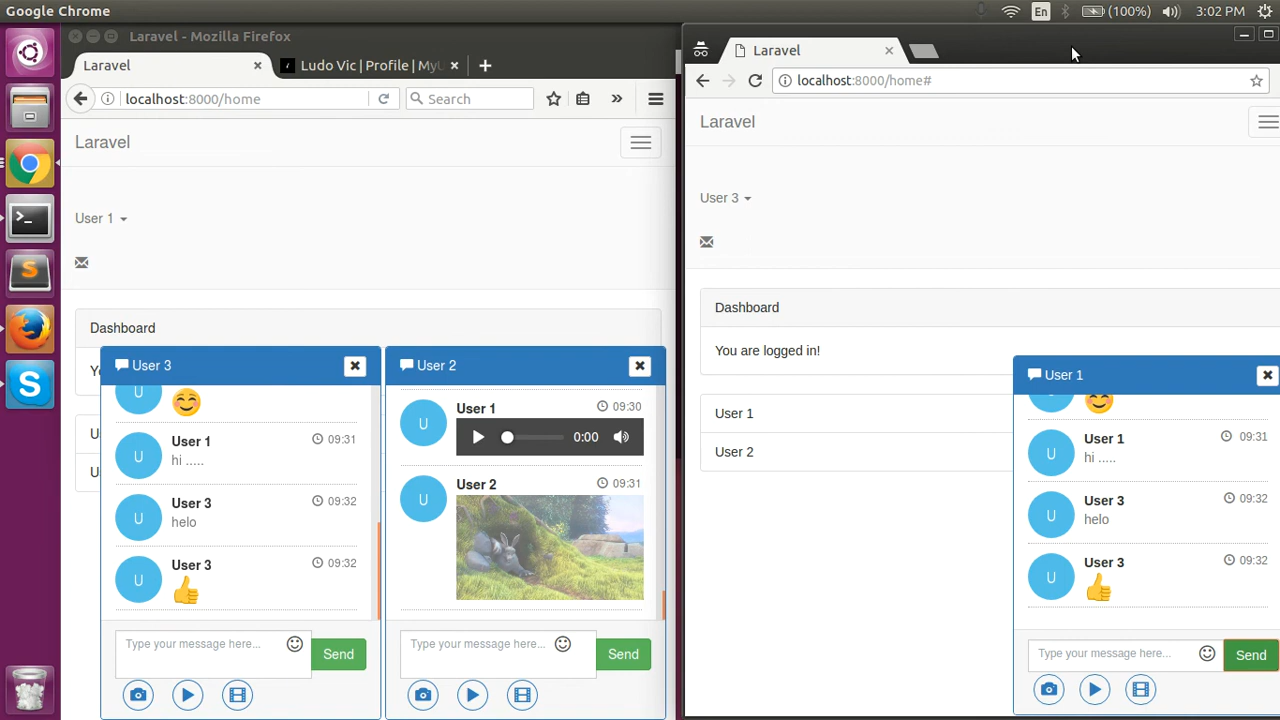 Google Chrome
En
(100%)
3:02 PM
Laravel - Mozilla Firefox
Laravel
Ludo Vic | Profile | MyU
localhost:8000/home
Search
Laravel
User 1
Dashboard
User 3
User 1
09:31
hi .....
User 3
09:32
helo
User 3
09:32
Type your message here...
Send
User 2
User 1
09:30
0:00
User 2
09:31
Type your message here...
Send
Laravel
localhost:8000/home#
Laravel
User 3
Dashboard
You are logged in!
User 1
User 2
User 1
User 1
09:31
hi .....
User 3
09:32
helo
User 3
09:32
Type your message here...
Send
U
U
U
U
U
U
U
U
U
U